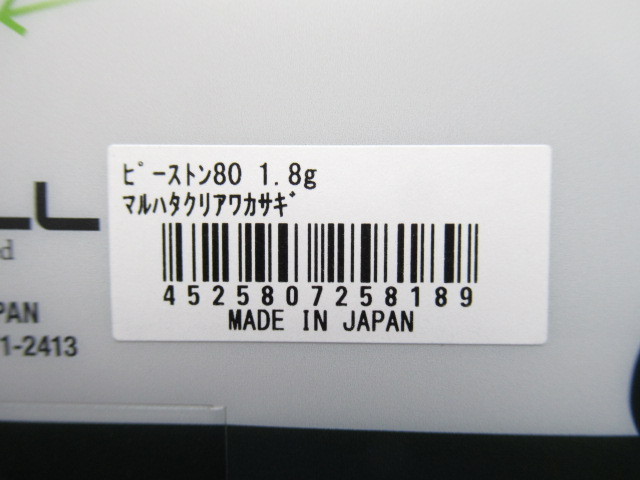 ﾋﾟｰｽﾄﾝ80 1.8g
ﾏﾙﾊﾀｸﾘｱﾜｶｻｷﾞ
4525807258189
MADE IN JAPAN
LL
d
PAN
1-2413